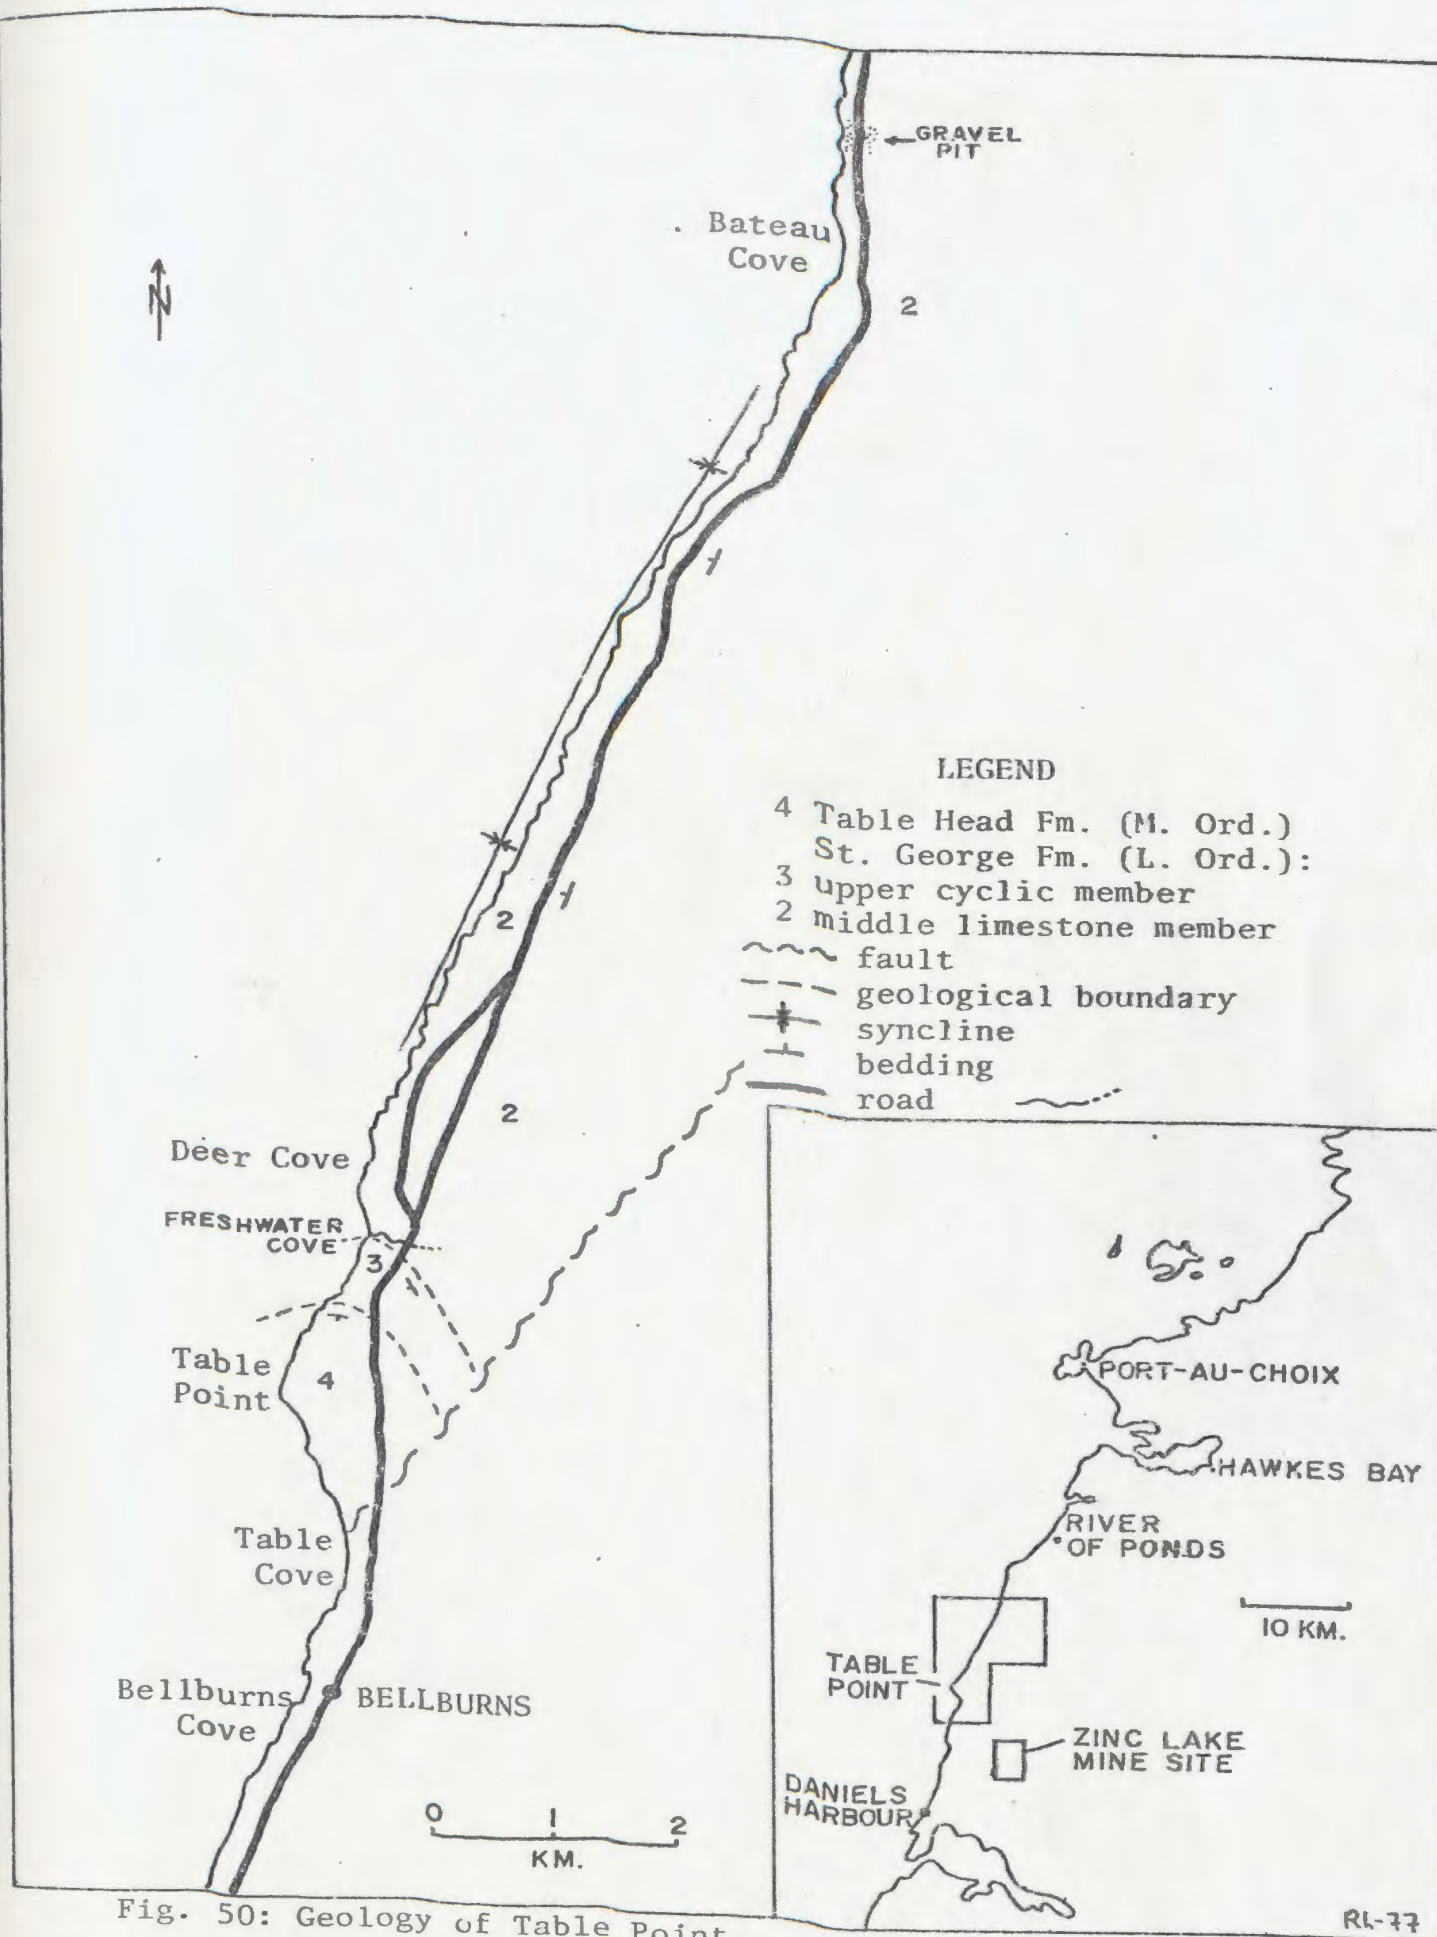 GRAVEL
PIT
Bateau
Cove
N
2
LEGEND
4 Table Head Fm. (M. Ord.)
St. George Fm. (L. Ord.):
3 upper cyclic member
2 middle limestone member
fault
geological boundary
syncline
bedding
road
2
2
Deer Cove
FRESHWATER
COVE
3
Table
Point
4
Table
Cove
Bellburns
Cove
BELLBURNS
0 1 2
KM.
PORT-AU-CHOIX
HAWKES BAY
RIVER
OF PONDS
10 KM.
TABLE
POINT
ZINC LAKE
MINE SITE
DANIELS
HARBOUR
RL-77
Fig. 50: Geology of Table Point